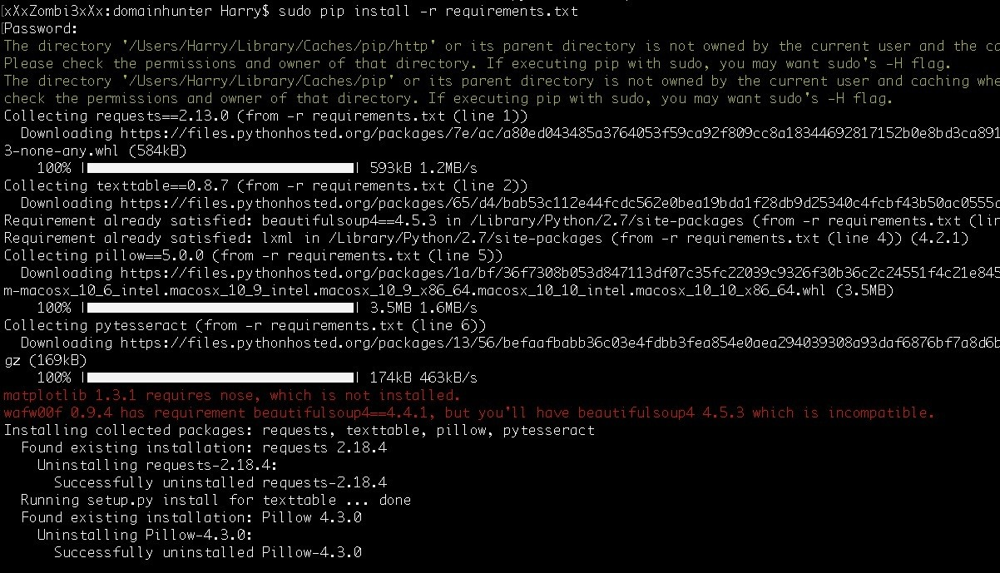 xXxZombi3xXx:domainhunter Harry$ sudo pip install -r requirements.txt
Password:
The directory '/Users/Harry/Library/Caches/pip/http' or its parent directory is not owned by the current user and the ca
Please check the permissions and owner of that directory. If executing pip with sudo, you may want sudo's -H flag.
The directory '/Users/Harry/Library/Caches/pip' or its parent directory is not owned by the current user and caching whe
check the permissions and owner of that directory. If executing pip with sudo, you may want sudo's -H flag.
Collecting requests==2.13.0 (from -r requirements.txt (line 1))
Downloading https://files.pythonhosted.org/packages/7e/ac/a80ed043485a3764053f59ca92f809cc8a18344692817152b0e8bd3ca891
3-none-any.whl (584kB)
100% || 593kB 1.2MB/s
Collecting texttable==0.8.7 (from -r requirements.txt (line 2))
Downloading https://files.pythonhosted.org/packages/65/d4/bab53c112e44fcdc562e0bea19bda1f28db9d25340c4fcbf43b50ac0555c
Requirement already satisfied: beautifulsoup4==4.5.3 in /Library/Python/2.7/site-packages (from -r requirements.txt (lin
Requirement already satisfied: lxml in /Library/Python/2.7/site-packages (from -r requirements.txt (line 4)) (4.2.1)
Collecting pillow==5.0.0 (from -r requirements.txt (line 5))
Downloading https://files.pythonhosted.org/packages/1a/bf/36f7308b053d847113df07c35fc22039c9326f30b36c2c24551f4c21e845
m-macosx_10_6_intel.macosx_10_9_intel.macosx_10_9_x86_64.macosx_10_10_intel.macosx_10_10_x86_64.whl (3.5MB)
100% || 3.5MB 1.6MB/s
Collecting pytesseract (from -r requirements.txt (line 6))
Downloading https://files.pythonhosted.org/packages/13/56/befaafbabb36c03e4fdbb3fea854e0aea294039308a93daf6876bf7a8d6b
gz (169kB)
100% || 174kB 463kB/s
matplotlib 1.3.1 requires nose, which is not installed.
wafw00f 0.9.4 has requirement beautifulsoup4==4.4.1, but you'll have beautifulsoup4 4.5.3 which is incompatible.
Installing collected packages: requests, texttable, pillow, pytesseract
Found existing installation: requests 2.18.4
Uninstalling requests-2.18.4:
Successfully uninstalled requests-2.18.4
Running setup.py install for texttable ... done
Found existing installation: Pillow 4.3.0
Uninstalling Pillow-4.3.0:
Successfully uninstalled Pillow-4.3.0